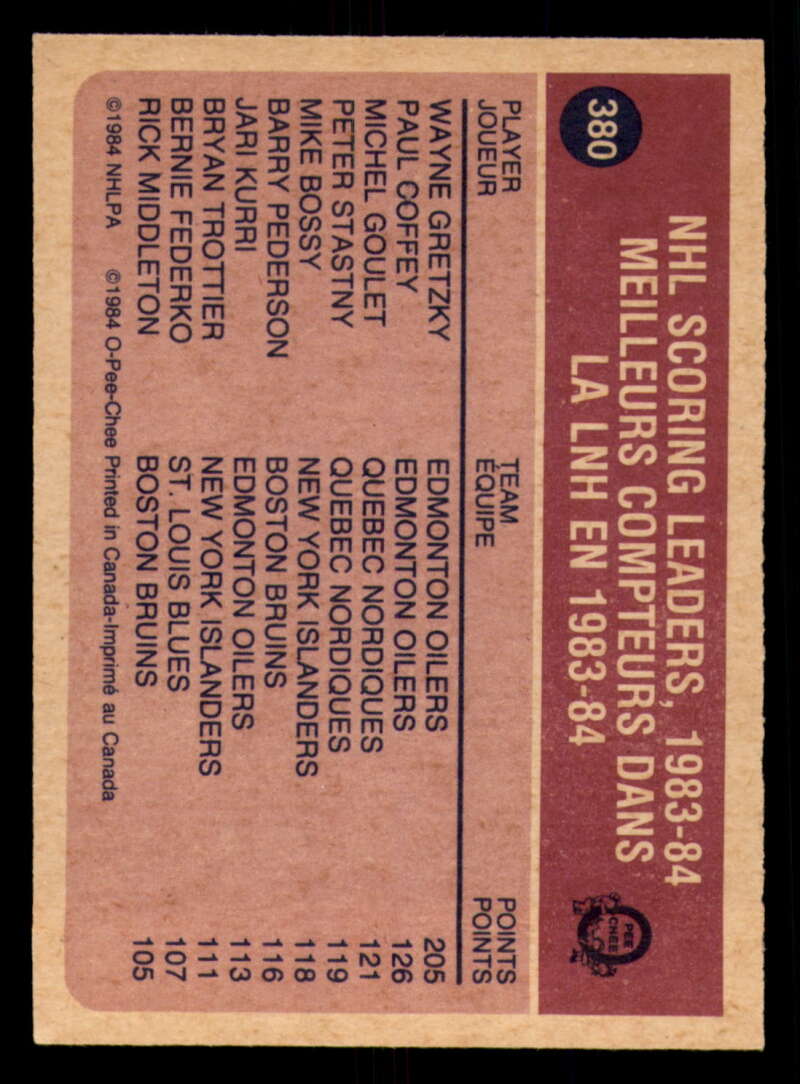 380
NHL SCORING LEADERS, 1983-84
MEILLEURS COMPTEURS DANS
LA LNH EN 1983-84
PEE
CHEE
PLAYER TEAM POINTS
JOUEUR ÉQUIPE POINTS
WAYNE GRETZKY EDMONTON OILERS 205
PAUL COFFEY EDMONTON OILERS 126
MICHEL GOULET QUEBEC NORDIQUES 121
PETER STASTNY QUEBEC NORDIQUES 119
MIKE BOSSY NEW YORK ISLANDERS 118
BARRY PEDERSON BOSTON BRUINS 116
JARI KURRI EDMONTON OILERS 113
BRYAN TROTTIER NEW YORK ISLANDERS 111
BERNIE FEDERKO ST. LOUIS BLUES 107
RICK MIDDLETON BOSTON BRUINS 105
©1984 NHLPA ©1984 O-Pee-Chee Printed in Canada-Imprimé au Canada